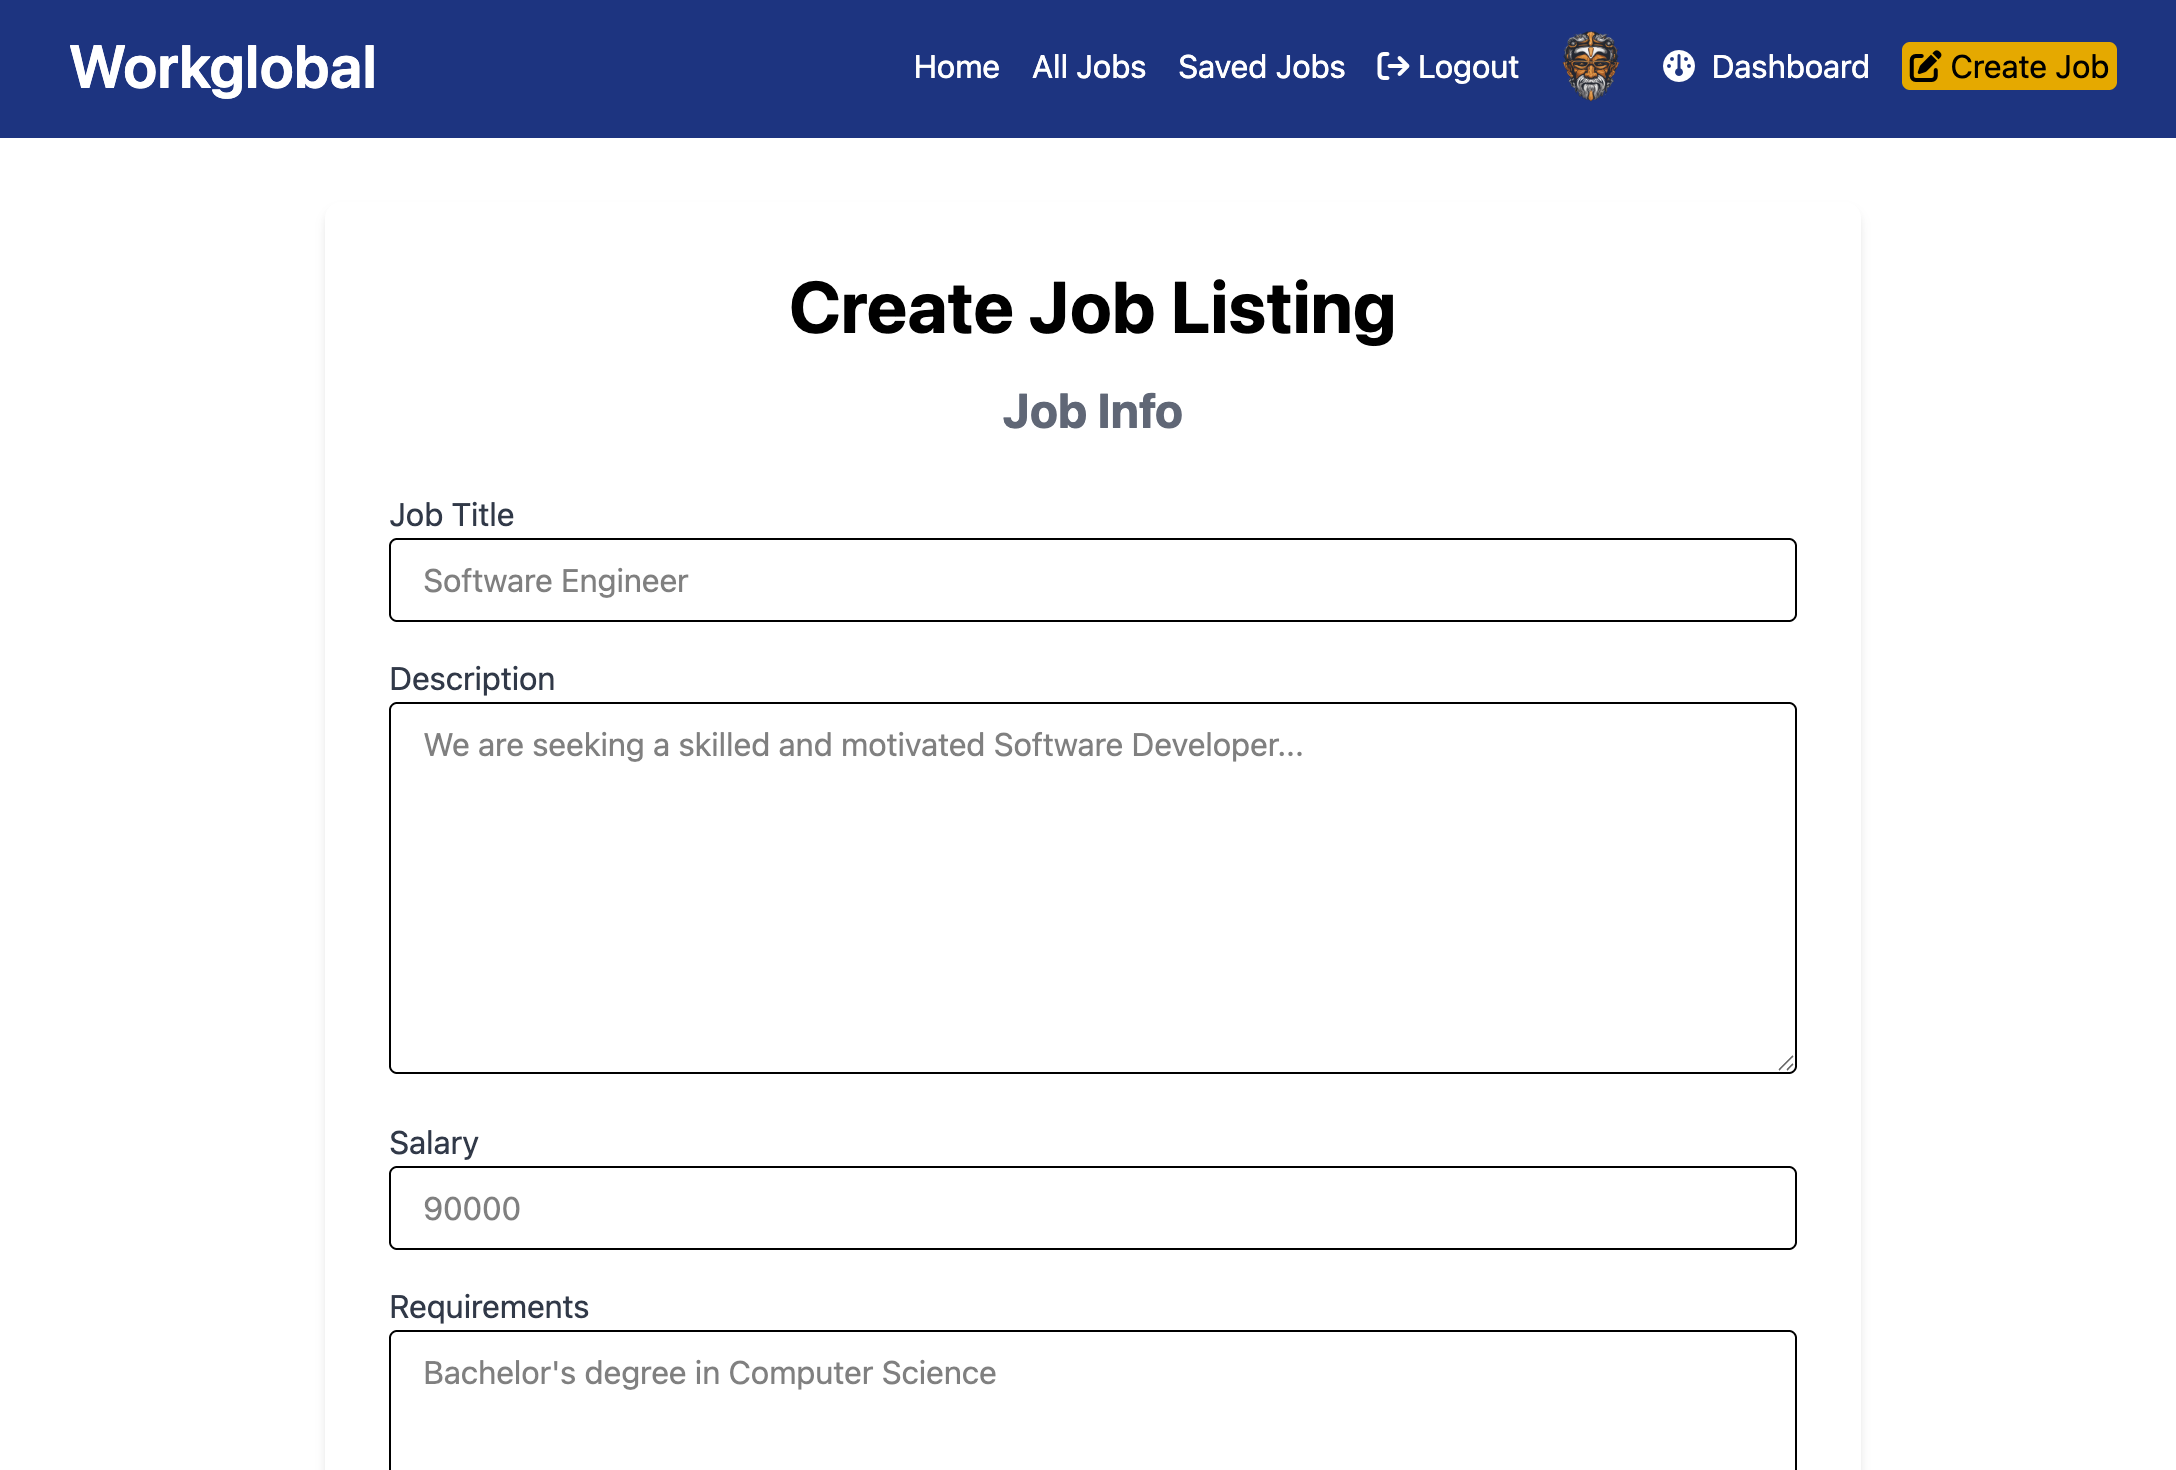 Workglobal
Home All Jobs Saved Jobs Logout Dashboard Create Job
Create Job Listing
Job Info
Job Title
Software Engineer
Description
We are seeking a skilled and motivated Software Developer...
Salary
90000
Requirements
Bachelor's degree in Computer Science